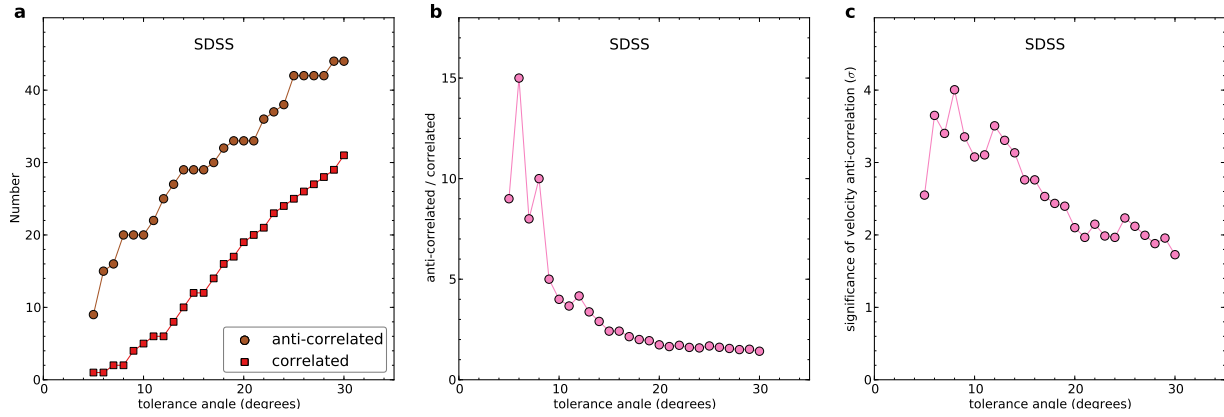 a
SDSS
Number
40
30
20
10
0
0
10
20
30
tolerance angle (degrees)
anti-correlated
correlated
b
SDSS
anti-correlated / correlated
15
10
5
0
0
10
20
30
tolerance angle (degrees)
c
SDSS
significance of velocity anti-correlation (σ)
4
3
2
1
0
0
10
20
30
tolerance angle (degrees)